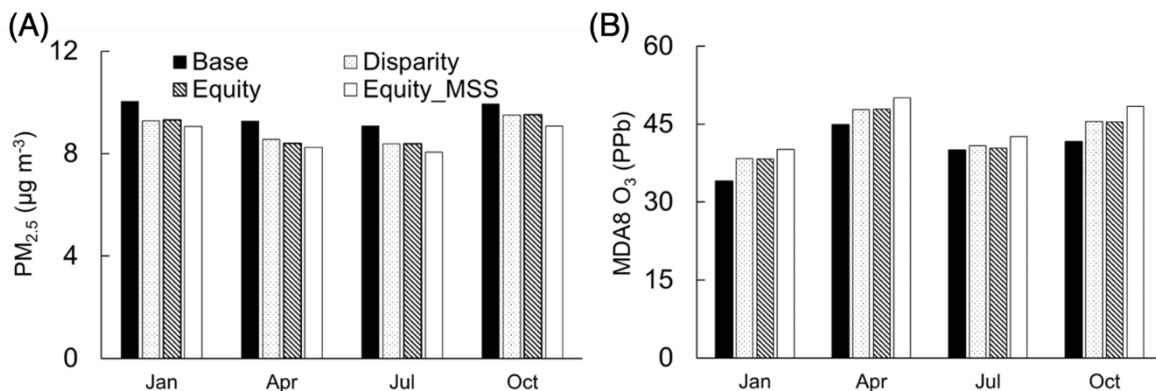 (A)
12
8
4
0
PM2.5 (µg m-3)
Base Disparity
Equity Equity_MSS
Jan Apr Jul Oct
(B)
60
45
30
15
0
MDA8 O3 (PPb)
Jan Apr Jul Oct